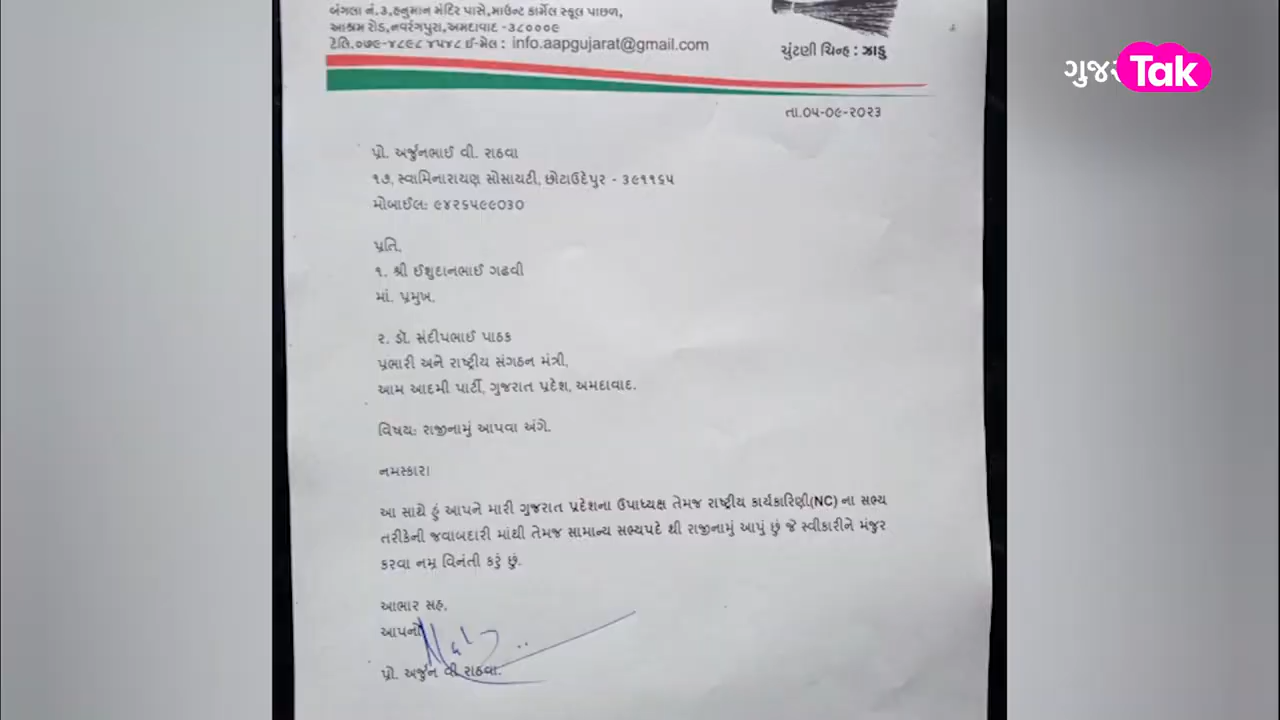 બંગલા નં.૩,હનુમાન મંદિર પાસે,માઉન્ટ કાર્મેલ સ્કૂલ પાછળ,
આશ્રમ રોડ,નવરંગપુરા,અમદાવાદ -૩૮૦૦૦૯
ટેલિ.૦૭૯-૪૮૯૮ ૪૫૪૮ ઈ-મેલ : info.aapgujarat@gmail.com
ચુંટણી ચિન્હ : ઝાડુ
Tak
તા.૦૫-૦૯-૨૦૨૩
પ્રો. અર્જુનભાઈ વી. રાઠવા
૧૭, સ્વામિનારાયણ સોસાયટી, છોટાઉદેપુર - ૩૯૧૧૬૫
મોબાઈલ: ૯૪૨૬૫૯૯૦૩૦
પ્રતિ,
૧. શ્રી ઈશુદાનભાઈ ગઢવી
માં. પ્રમુખ,
૨. ડૉ. સંદીપભાઈ પાઠક
પ્રભારી અને રાષ્ટ્રીય સંગઠન મંત્રી,
આમ આદમી પાર્ટી, ગુજરાત પ્રદેશ, અમદાવાદ.
વિષય: રાજીનામું આપવા અંગે.
નમસ્કાર।
આ સાથે હું આપને મારી ગુજરાત પ્રદેશના ઉપાધ્યક્ષ તેમજ રાષ્ટ્રીય કાર્યકારિણી(NC) ના સભ્ય
તરીકેની જવાબદારી માંથી તેમજ સામાન્ય સભ્યપદે થી રાજીનામું આપું છું જે સ્વીકારીને મંજુર
કરવા નમ્ર વિનંતી કરું છું.
આભાર સહ,
આપનો
પ્રો. અર્જુન વી રાઠવા.